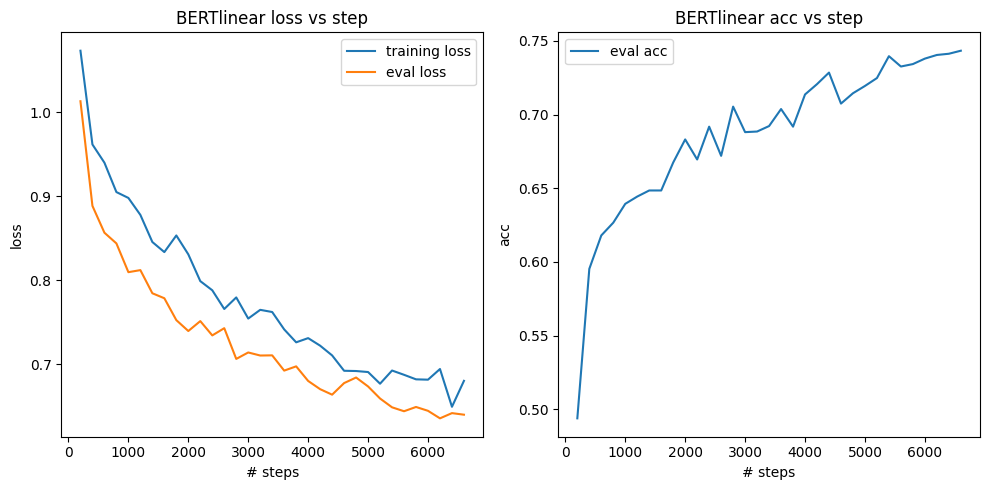 BERTlinear loss vs step
training loss
eval loss
1.0
0.9
0.8
0.7
loss
0 1000 2000 3000 4000 5000 6000
# steps
BERTlinear acc vs step
eval acc
0.75
0.70
0.65
0.60
0.55
0.50
acc
0 1000 2000 3000 4000 5000 6000
# steps